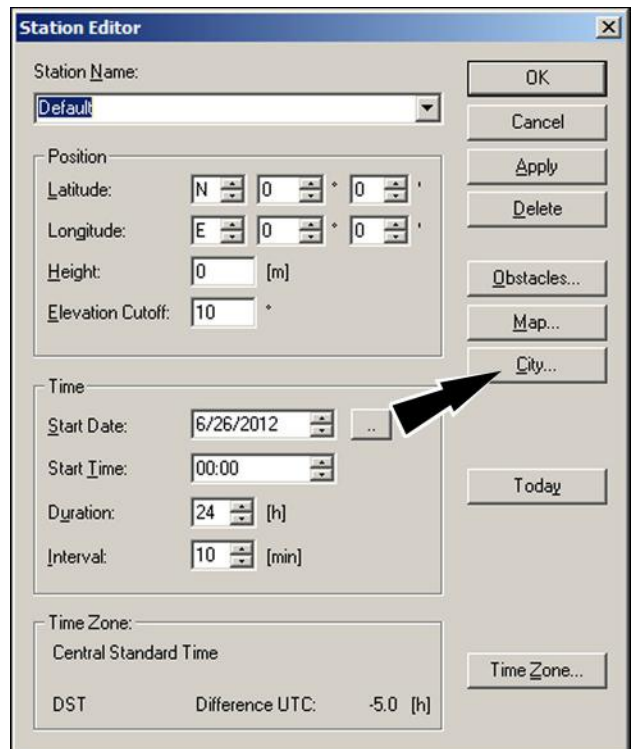 Station Editor
Station Name:
OK
Default
Cancel
Position
Apply
Latitude: N 0 ° 0 '
Delete
Longitude: E 0 ° 0 '
Height: 0 [m]
Obstacles...
Elevation Cutoff: 10 °
Map...
City...
Time
Start Date: 6/26/2012 ..
Start Time: 00:00
Today
Duration: 24 [h]
Interval: 10 [min]
Time Zone:
Central Standard Time
Time Zone...
DST Difference UTC: -5.0 [h]